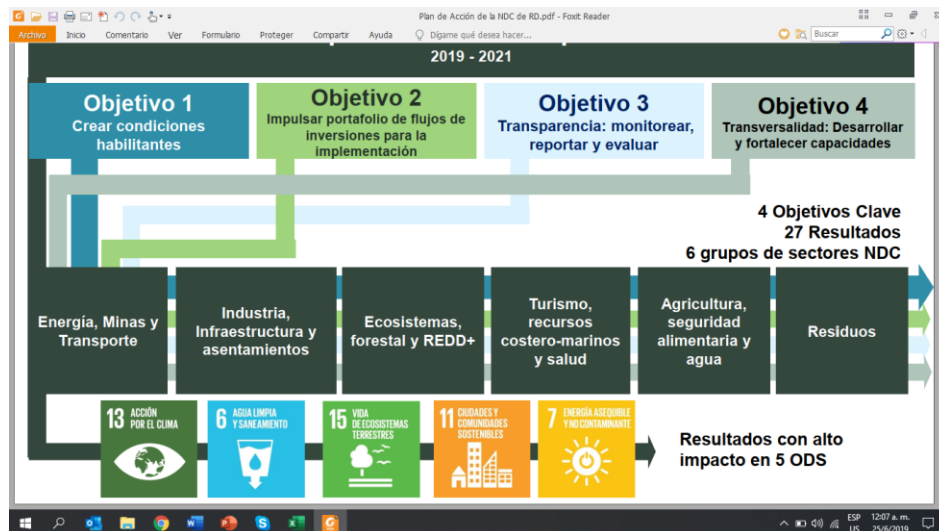 Plan de Acción de la NDC de RD.pdf - Foxit Reader
Archivo Inicio Comentario Ver Formulario Proteger Compartir Ayuda Dígame qué desea hacer... Buscar
2019 - 2021
Objetivo 1
Crear condiciones
habilitantes
Objetivo 2
Impulsar portafolio de flujos de
inversiones para la
implementación
Objetivo 3
Transparencia: monitorear,
reportar y evaluar
Objetivo 4
Transversalidad: Desarrollar
y fortalecer capacidades
4 Objetivos Clave
27 Resultados
6 grupos de sectores NDC
Energía, Minas y
Transporte
Industria,
Infraestructura y
asentamientos
Ecosistemas,
forestal y REDD+
Turismo,
recursos
costero-marinos
y salud
Agricultura,
seguridad
alimentaria y
agua
Residuos
13 ACCIÓN
POR EL CLIMA
6 AGUA LIMPIA
Y SANEAMIENTO
15 VIDA
DE ECOSISTEMAS
TERRESTRES
11 CIUDADES Y
COMUNIDADES
SOSTENIBLES
7 ENERGÍA ASEQUIBLE
Y NO CONTAMINANTE
Resultados con alto
impacto en 5 ODS
ESP
US
12:07 a. m.
25/6/2019